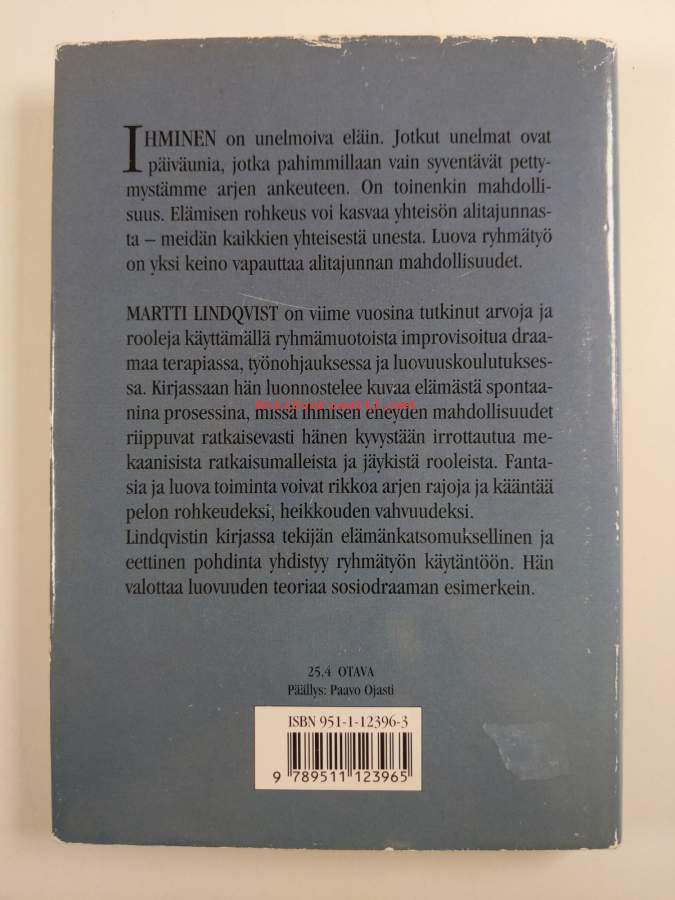 IHMINEN on unelmoiva eläin. Jotkut unelmat ovat
päiväunia, jotka pahimmillaan vain syventävät petty-
mystämme arjen ankeuteen. On toinenkin mahdolli-
suus. Elämisen rohkeus voi kasvaa yhteisön alitajunnas-
ta – meidän kaikkien yhteisestä unesta. Luova ryhmätyö
on yksi keino vapauttaa alitajunnan mahdollisuudet.
MARTTI LINDQVIST on viime vuosina tutkinut arvoja ja
rooleja käyttämällä ryhmämuotoista improvisoitua draa-
maa terapiassa, työnohjauksessa ja luovuuskoulutukses-
sa. Kirjassaan hän luonnostelee kuvaa elämästä spontaa-
nina prosessina, missä ihmisen eheyden mahdollisuudet
riippuvat ratkaisevasti hänen kyvystään irrottautua me-
kaanisista ratkaisumalleista ja jäykistä rooleista. Fanta-
sia ja luova toiminta voivat rikkoa arjen rajoja ja kääntää
pelon rohkeudeksi, heikkouden vahvuudeksi.
Lindqvistin kirjassa tekijän elämänkatsomuksellinen ja
eettinen pohdinta yhdistyy ryhmätyön käytäntöön. Hän
valottaa luovuuden teoriaa sosiodraaman esimerkein.
25.4 OTAVA
Päällys: Paavo Ojasti
ISBN 951-1-12396-3
9 789511 123965